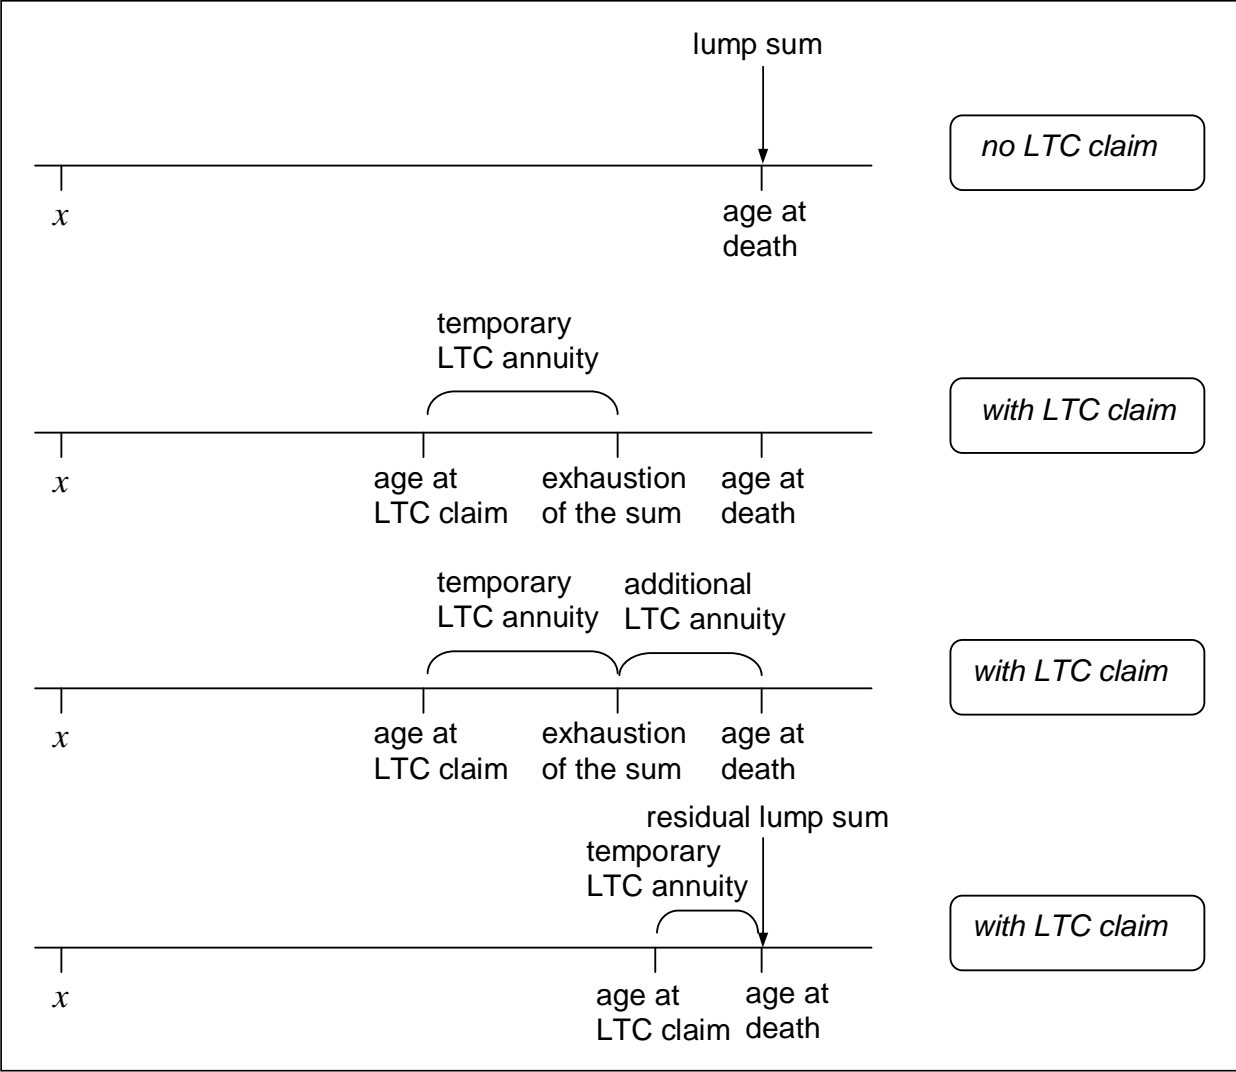 lump sum
no LTC claim
x
age at
death
temporary
LTC annuity
with LTC claim
x
age at
LTC claim
exhaustion
of the sum
age at
death
temporary
LTC annuity
additional
LTC annuity
with LTC claim
x
age at
LTC claim
exhaustion
of the sum
age at
death
residual lump sum
temporary
LTC annuity
with LTC claim
x
age at
LTC claim
age at
death